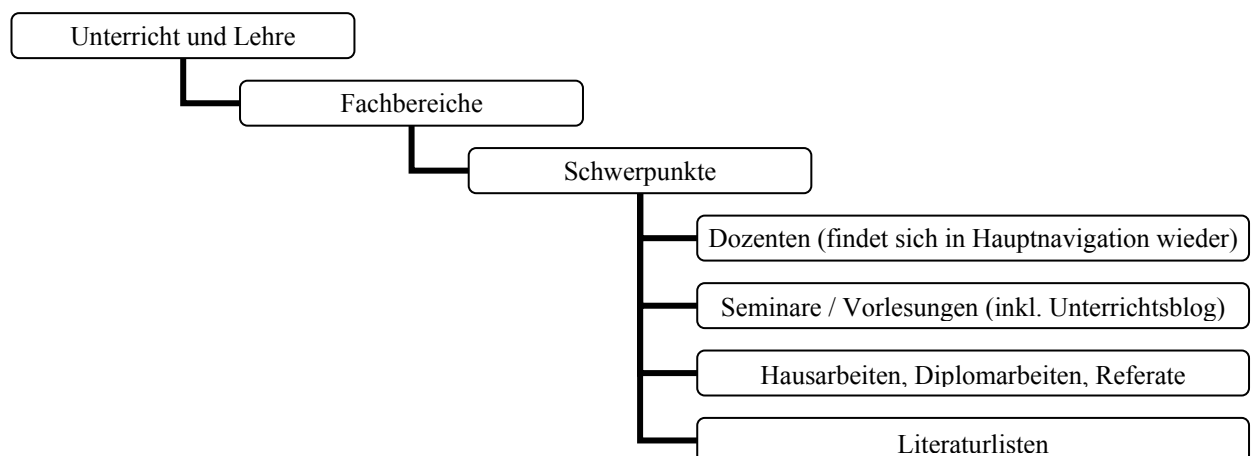 Unterricht und Lehre
Fachbereiche
Schwerpunkte
Dozenten (findet sich in Hauptnavigation wieder)
Seminare / Vorlesungen (inkl. Unterrichtsblog)
Hausarbeiten, Diplomarbeiten, Referate
Literaturlisten